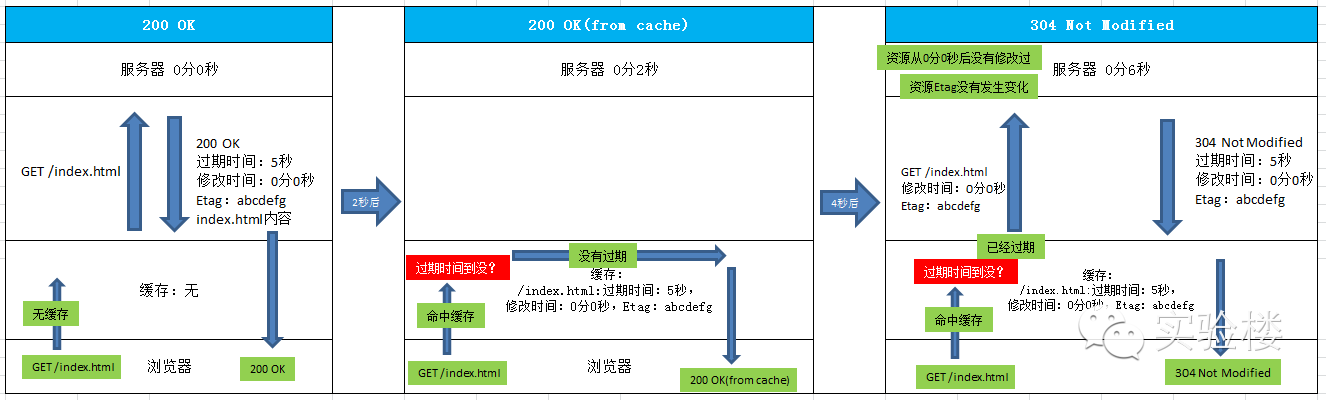 200 OK
服务器 0分0秒
GET /index.html
200 OK
过期时间：5秒
修改时间：0分0秒
Etag：abcdefg
index.html内容
缓存：无
无缓存
GET /index.html
浏览器
200 OK
2秒后
200 OK(from cache)
服务器 0分2秒
没有过期
过期时间到没？
缓存：
/index.html:过期时间：5秒，
修改时间：0分0秒，Etag：abcdefg
命中缓存
GET /index.html
浏览器
200 OK(from cache)
4秒后
304 Not Modified
资源从0分0秒后没有修改过
服务器 0分6秒
资源Etag没有发生变化
GET /index.html
修改时间：0分0秒
Etag：abcdefg
304 Not Modified
过期时间：5秒
修改时间：0分0秒
Etag：abcdefg
已经过期
过期时间到没？
缓存：
/index.html:过期时间：5秒，
修改时间：0分0秒，Etag：abcdefg
命中缓存
实验楼
GET /index.html
304 Not Modified